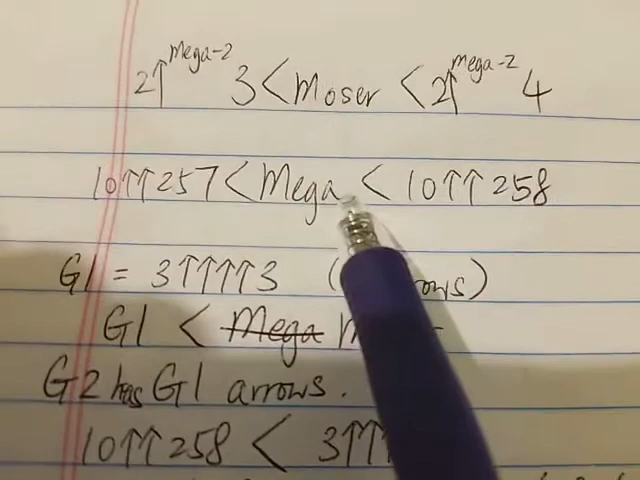 2↑^mega-2 3 < moser < 2↑^mega-2 4
10↑↑257 < Mega < 10↑↑258
G1 = 3↑↑↑↑3 ( ows)
G1 < ~~Mega~~
G2 has G1 arrows.
10↑↑258 < 3↑↑↑